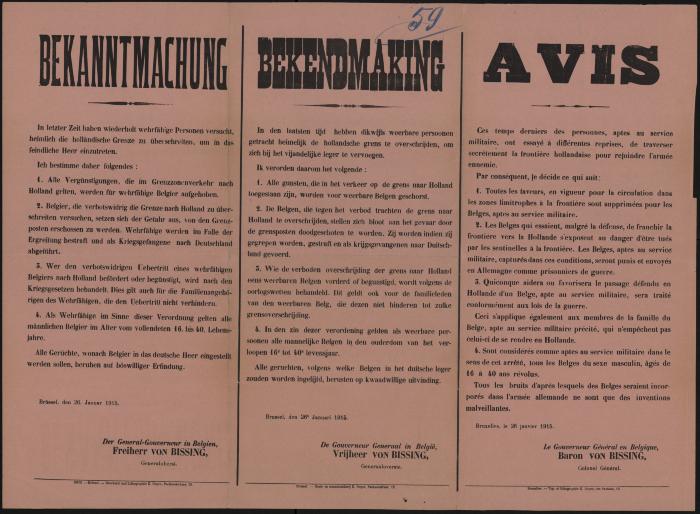 59
BEKANNTMACHUNG
In letzter Zeit haben wiederholt wehrfähige Personen versucht,
heimlich die holländische Grenze zu überschreiten, um in das
feindliche Heer einzutreten.
Ich bestimme daher folgendes :
1. Alle Vergünstigungen, die im Grenzzonenverkehr nach
Holland gelten, werden für wehrfähige Belgier aufgehoben.
2. Belgier, die verbotswidrig die Grenze nach Holland zu über-
schreiten versuchen, setzen sich der Gefahr aus, von den Grenz-
posten erschossen zu werden. Wehrfähige werden im Falle der
Ergreifung bestraft und als Kriegsgefangene nach Deutschland
abgeführt.
3. Wer den verbotswidrigen Uebertritt eines wehrfähigen
Belgiers nach Holland befördert oder begünstigt, wird nach den
Kriegsgesetzen behandelt. Dies gilt auch für die Familienangehö-
rigen des Wehrfähigen, die den Uebertritt nicht verhindern.
4. Als Wehrfähige im Sinne dieser Verordnung gelten alle
männlichen Belgier im Alter vom vollendeten 16. bis 40. Lebens-
jahre.
Alle Gerüchte, wonach Belgier in das deutsche Heer eingestellt
werden sollen, beruhen auf böswilliger Erfindung.
Brüssel, den 26. Januar 1915.
Der General-Gouverneur in Belgien,
Freiherr VON BISSING,
Generaloberst.
BEKENDMAKING
In den laatsten tijd hebben dikwijls weerbare persoonen
getracht heimelijk de hollandsche grens te overschrijden, om
zich bij het vijandelijke leger te vervoegen.
Ik verorden daarom het volgende :
1. Alle gunsten, die in het verkeer op de grens naar Holland
toegestaan zijn, worden voor weerbare Belgen geschorst.
2. De Belgen, die tegen het verbod trachten de grens naar
Holland te overschrijden, stellen zich bloot aan het gevaar door
de grensposten doodgeschoten te worden. Zij worden indien zij
gegrepen worden, gestraft en als krijgsgevangenen naar Duitsch-
land gevoerd.
3. Wie de verboden overschrijding der grens naar Holland
eens weerbaren Belgen vorderd of begunstigd, wordt volgens de
oorlogswetten behandeld. Dit geldt ook voor de familieleden
van den weerbaren Belg, die dezen niet hinderen tot zulke
grensoverschrijding.
4. In den zin dezer verordening gelden als weerbare per-
soonen alle mannelijke Belgen in den ouderdom van het ver-
loopen 16e tot 40e levensjaar.
Alle geruchten, volgens welke Belgen in het duitsche leger
zouden worden ingelijfd, berusten op kwaadwillige uitvinding.
Brussel, den 26n Januari 1915.
De Gouverneur Generaal in België,
Vrijheer VON BISSING,
Generaaloverste.
AVIS
Ces temps derniers des personnes, aptes au service
militaire, ont essayé à différentes reprises, de traverser
secrètement la frontière hollandaise pour rejoindre l'armée
ennemie.
Par conséquent, je décide ce qui suit :
1. Toutes les faveurs, en vigueur pour la circulation dans
les zones limitrophes à la frontière sont supprimées pour les
Belges, aptes au service militaire.
2. Les Belges qui essaient, malgré la défense, de franchir la
frontière vers la Hollande s'exposent au danger d'être tués
par les sentinelles à la frontière. Les Belges, aptes au service
militaire, capturés dans ces conditions, seront punis et envoyés
en Allemagne comme prisonniers de guerre.
3. Quiconque aidera ou favorisera le passage défendu en
Hollande d'un Belge, apte au service militaire, sera traité
conformément aux lois de la guerre.
Ceci s'applique également aux membres de la famille du
Belge, apte au service militaire précité, qui n'empêchent pas
celui-ci de se rendre en Hollande.
4. Sont considérés comme aptes au service militaire dans le
sens de cet arrêté, tous les Belges du sexe masculin, âgés de
16 à 40 ans révolus.
Tous les bruits d'après lesquels des Belges seraient incor-
porés dans l'armée allemande ne sont que des inventions
malveillantes.
Bruxelles, le 26 janvier 1915.
Le Gouverneur Général en Belgique,
Baron VON BISSING,
Colonel Général.